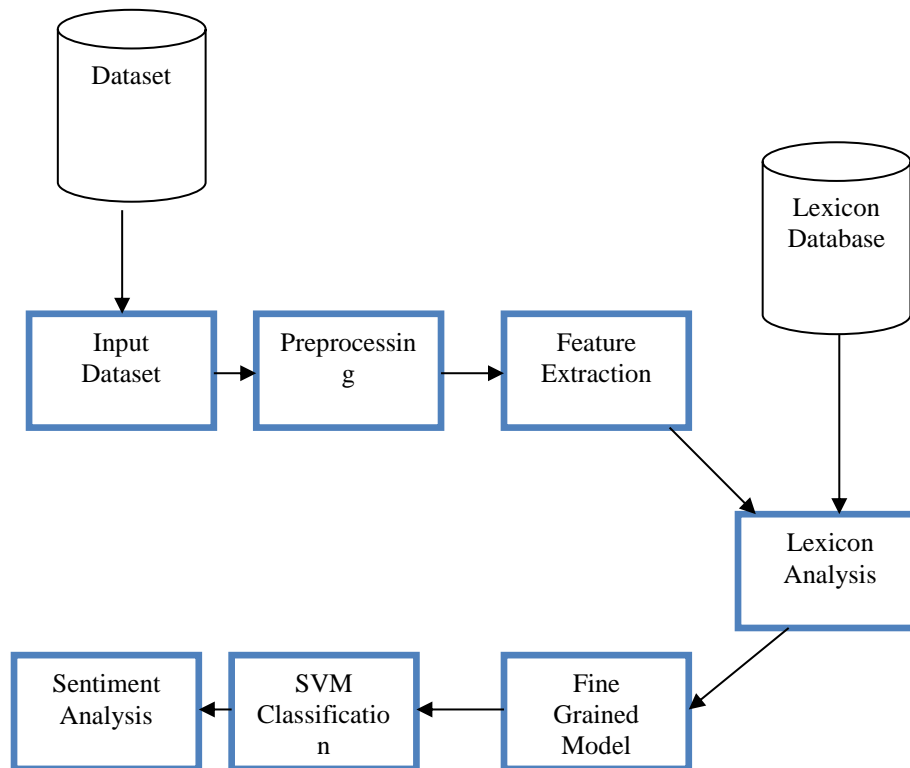 Dataset
Lexicon
Database
Input
Dataset
Preprocessin
g
Feature
Extraction
Lexicon
Analysis
Sentiment
Analysis
SVM
Classificatio
n
Fine
Grained
Model